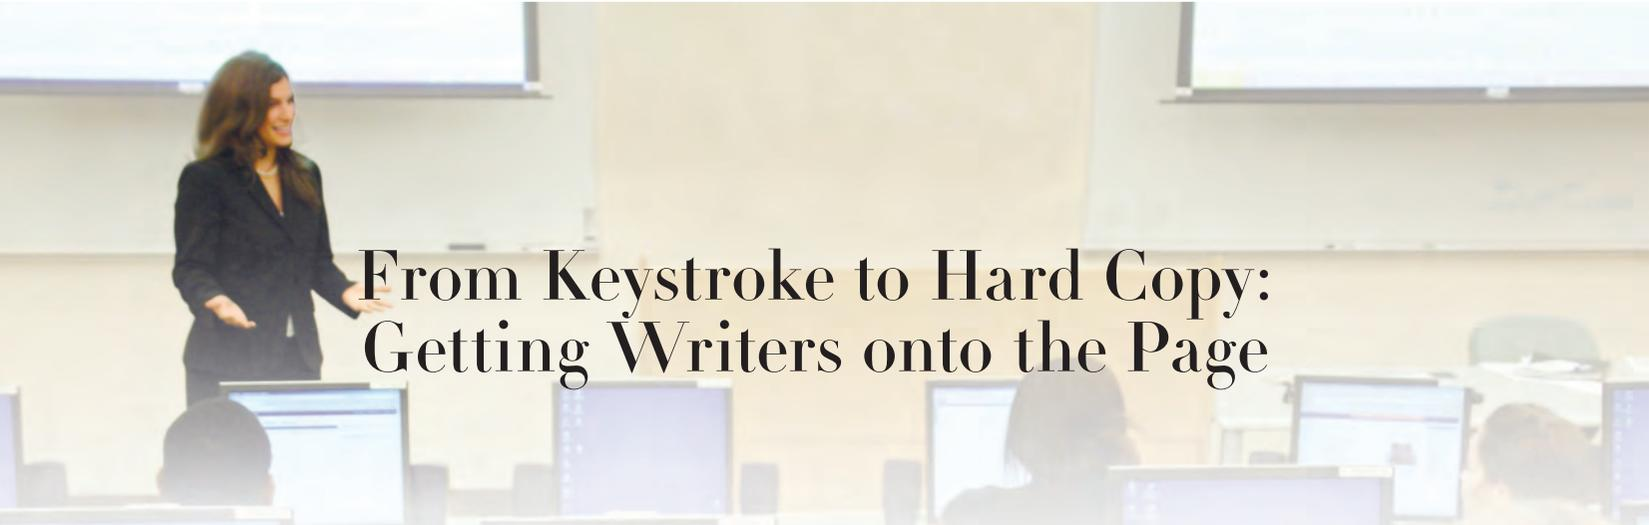 From Keystroke to Hard Copy:
Getting Writers onto the Page